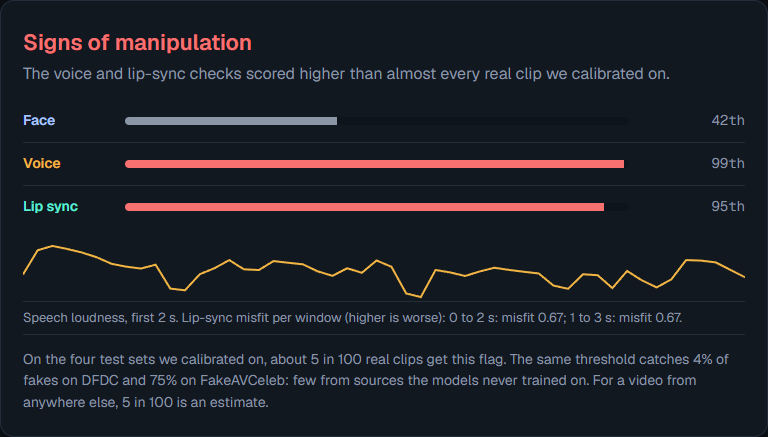 Signs of manipulation
The voice and lip-sync checks scored higher than almost every real clip we calibrated on.
Face 42th
Voice 99th
Lip sync 95th
Speech loudness, first 2 s. Lip-sync misfit per window (higher is worse): 0 to 2 s: misfit 0.67; 1 to 3 s: misfit 0.67.
On the four test sets we calibrated on, about 5 in 100 real clips get this flag. The same threshold catches 4% of
fakes on DFDC and 75% on FakeAVCeleb: few from sources the models never trained on. For a video from
anywhere else, 5 in 100 is an estimate.